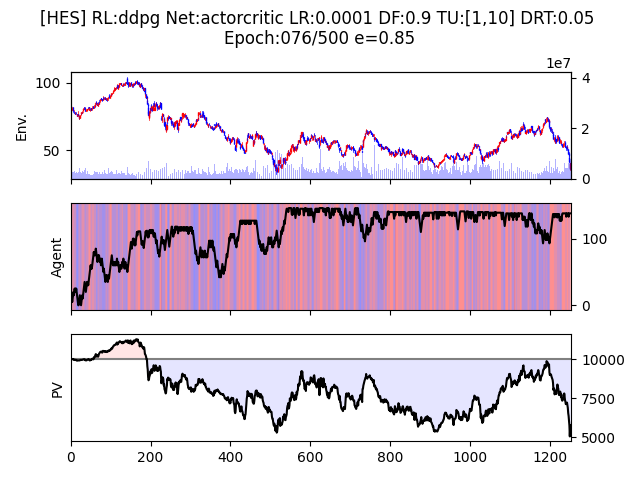 [HES] RL:ddpg Net:actorcritic LR:0.0001 DF:0.9 TU:[1,10] DRT:0.05
Epoch:076/500 e=0.85
1e7
100
50
Env.
4
2
0
Agent
100
0
PV
10000
7500
5000
0 200 400 600 800 1000 1200